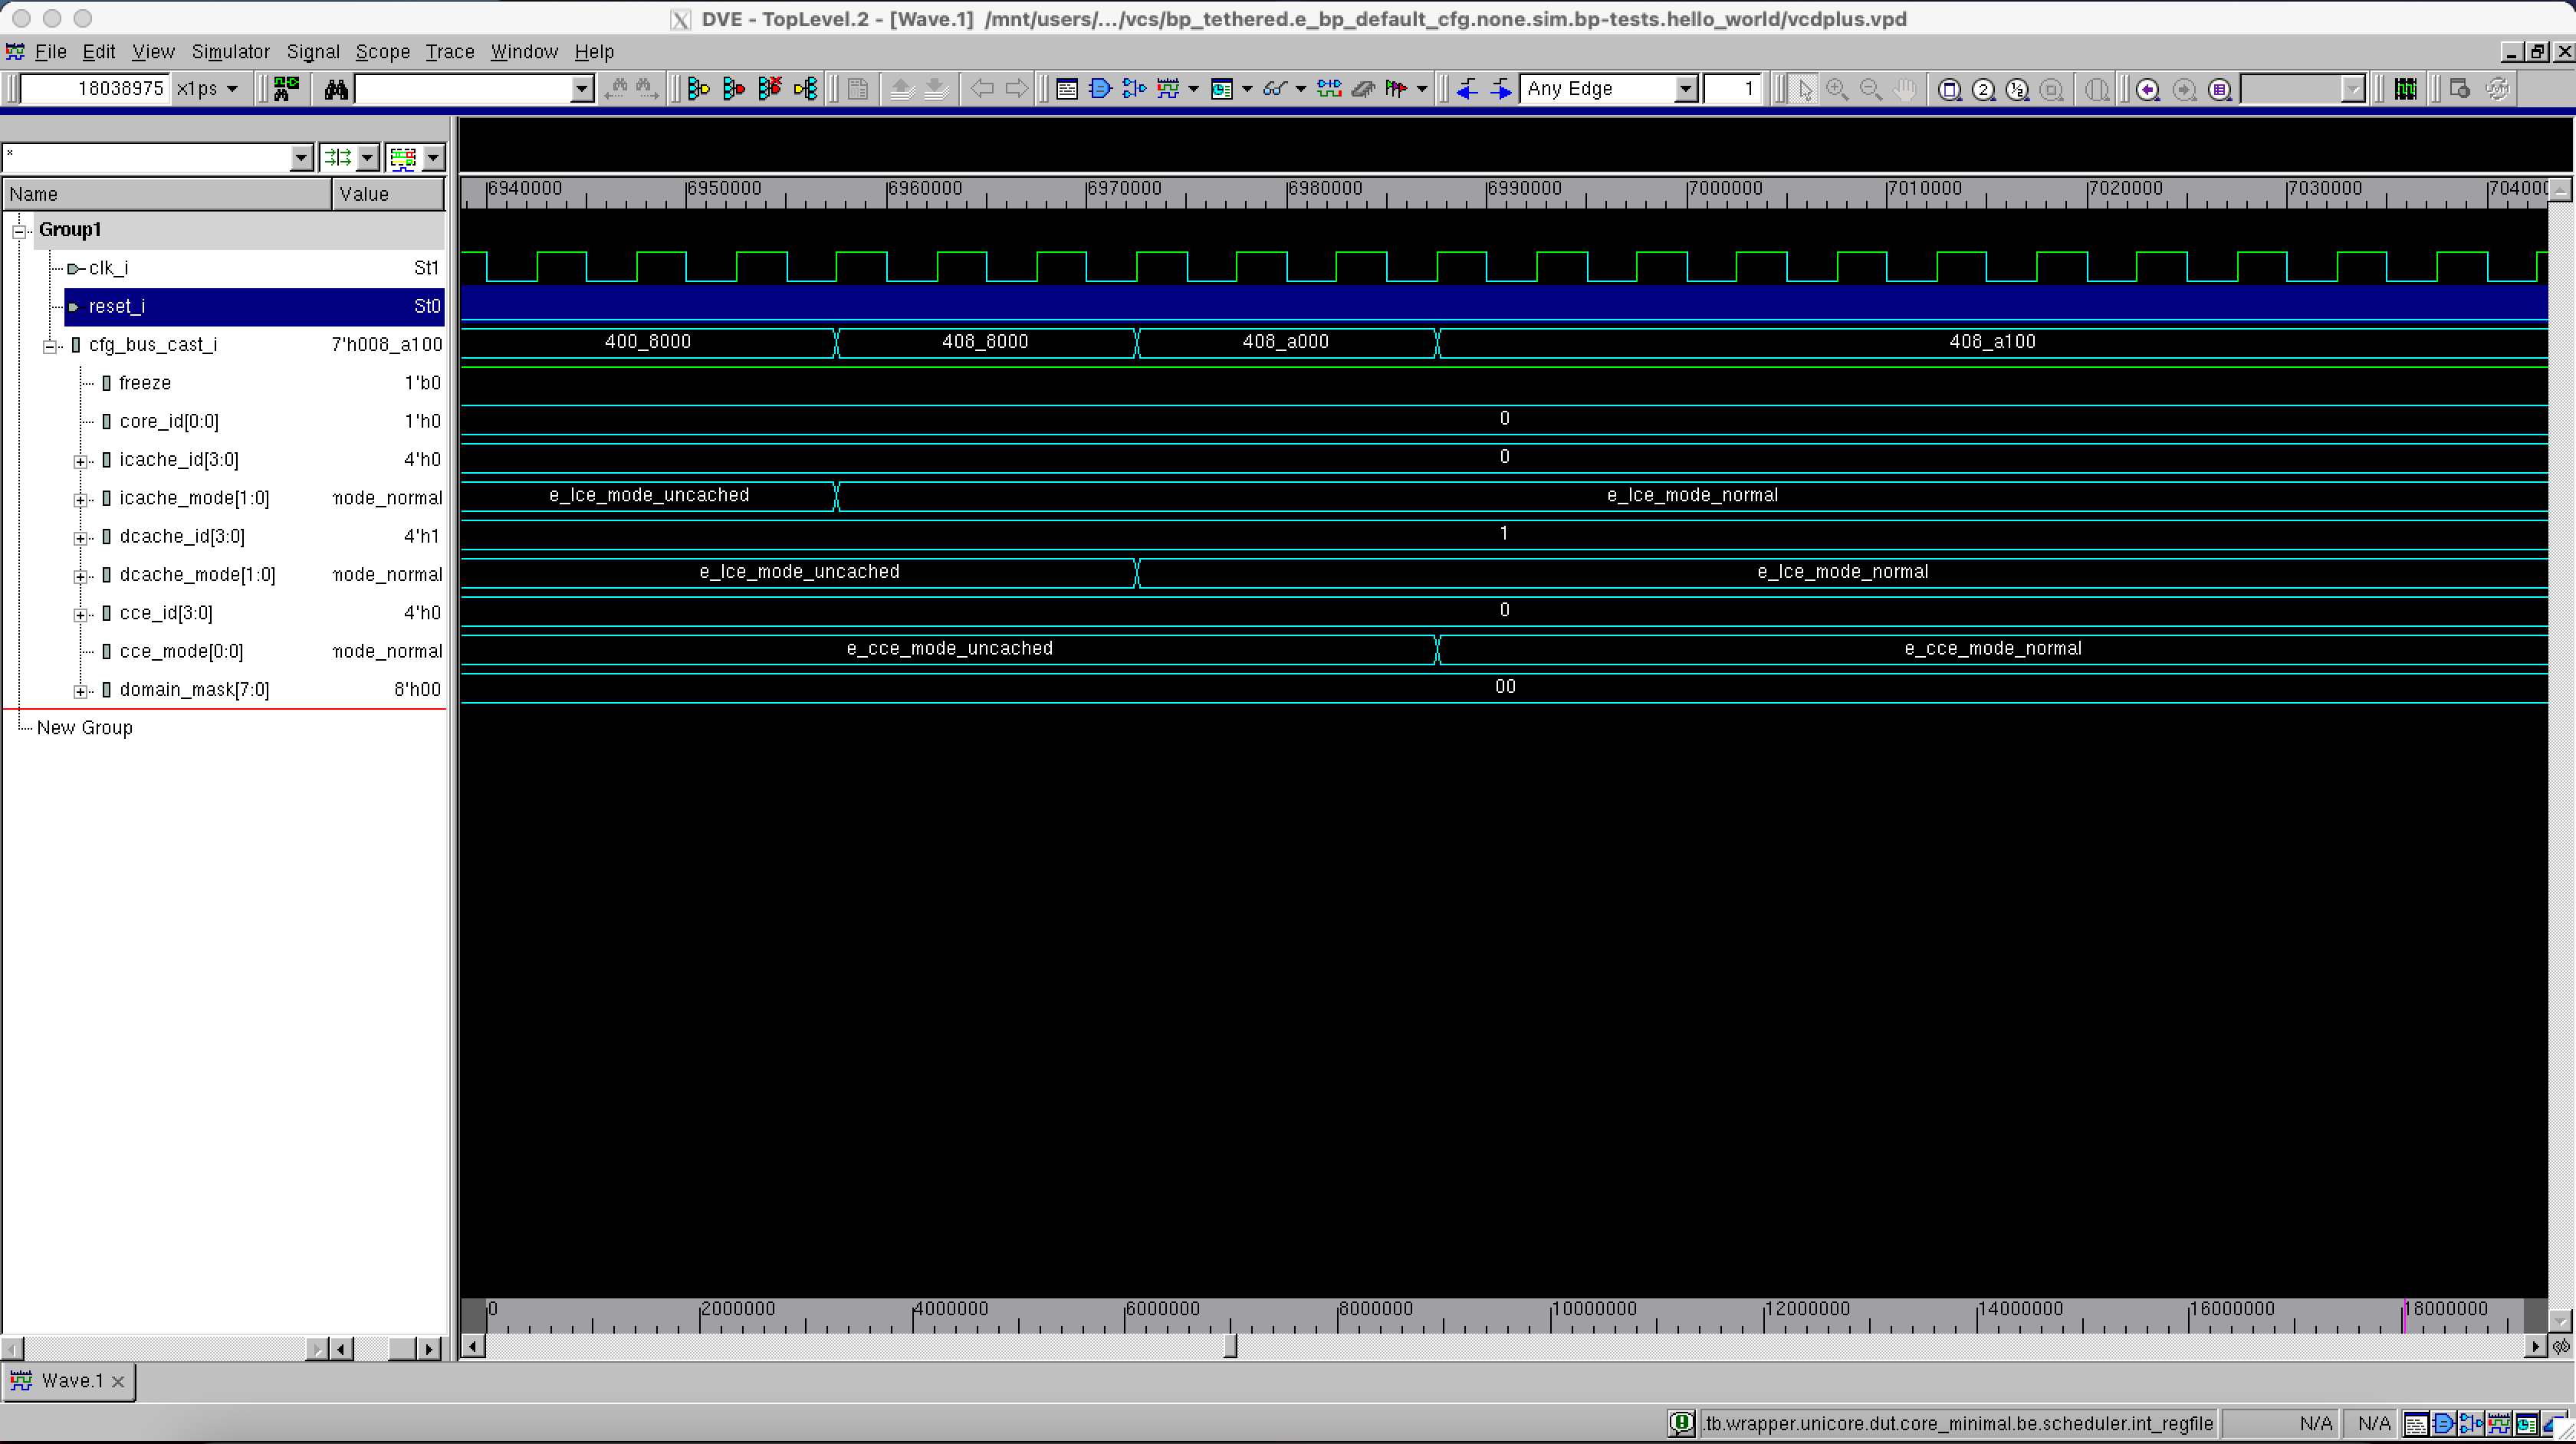 DVE - TopLevel.2 - [Wave.1] /mnt/users/.../vcs/bp_tethered.e_bp_default_cfg.none.sim.bp-tests.hello_world/vcdplus.vpd
File Edit View Simulator Signal Scope Trace Window Help
18038975 x1ps Any Edge 1
*
Name Value
6940000 6950000 6960000 6970000 6980000 6990000 7000000 7010000 7020000 7030000 704000
Group1
clk_i St1
reset_i St0
cfg_bus_cast_i 7'h008_a100 400_8000 408_8000 408_a000 408_a100
freeze 1'b0
core_id[0:0] 1'h0 0
icache_id[3:0] 4'h0 0
icache_mode[1:0] node_normal e_lce_mode_uncached e_lce_mode_normal
dcache_id[3:0] 4'h1 1
dcache_mode[1:0] node_normal e_lce_mode_uncached e_lce_mode_normal
cce_id[3:0] 4'h0 0
cce_mode[0:0] node_normal e_cce_mode_uncached e_cce_mode_normal
domain_mask[7:0] 8'h00 00
New Group
0 2000000 4000000 6000000 8000000 10000000 12000000 14000000 16000000 18000000
Wave.1
.tb.wrapper.unicore.dut.core_minimal.be.scheduler.int_regfile N/A N/A